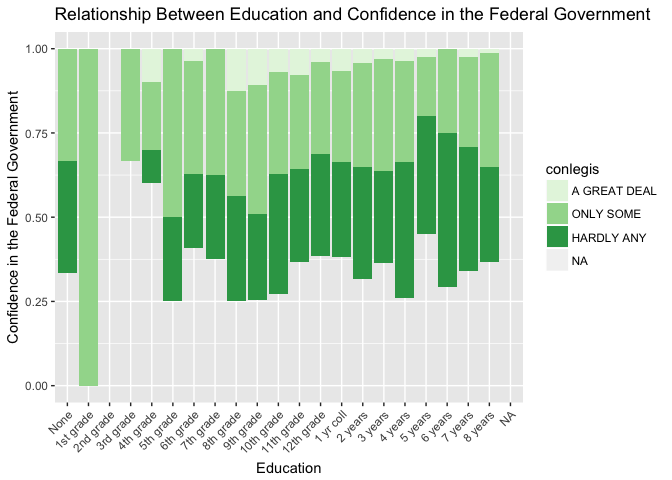 Relationship Between Education and Confidence in the Federal Government
Confidence in the Federal Government
1.00
0.75
0.50
0.25
0.00
None
1st grade
2nd grade
3rd grade
4th grade
5th grade
6th grade
7th grade
8th grade
9th grade
10th grade
11th grade
12th grade
1 yr coll
2 years
3 years
4 years
5 years
6 years
7 years
8 years
NA
Education
conlegis
A GREAT DEAL
ONLY SOME
HARDLY ANY
NA